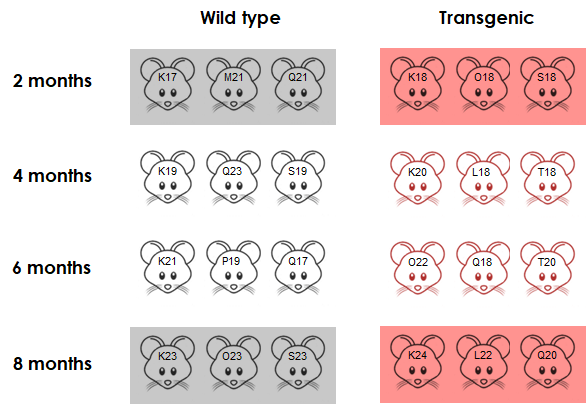 Wild type Transgenic
2 months K17 M21 Q21 K18 O18 S18
4 months K19 Q23 S19 K20 L18 T18
6 months K21 P19 Q17 O22 Q18 T20
8 months K23 O23 S23 K24 L22 Q20